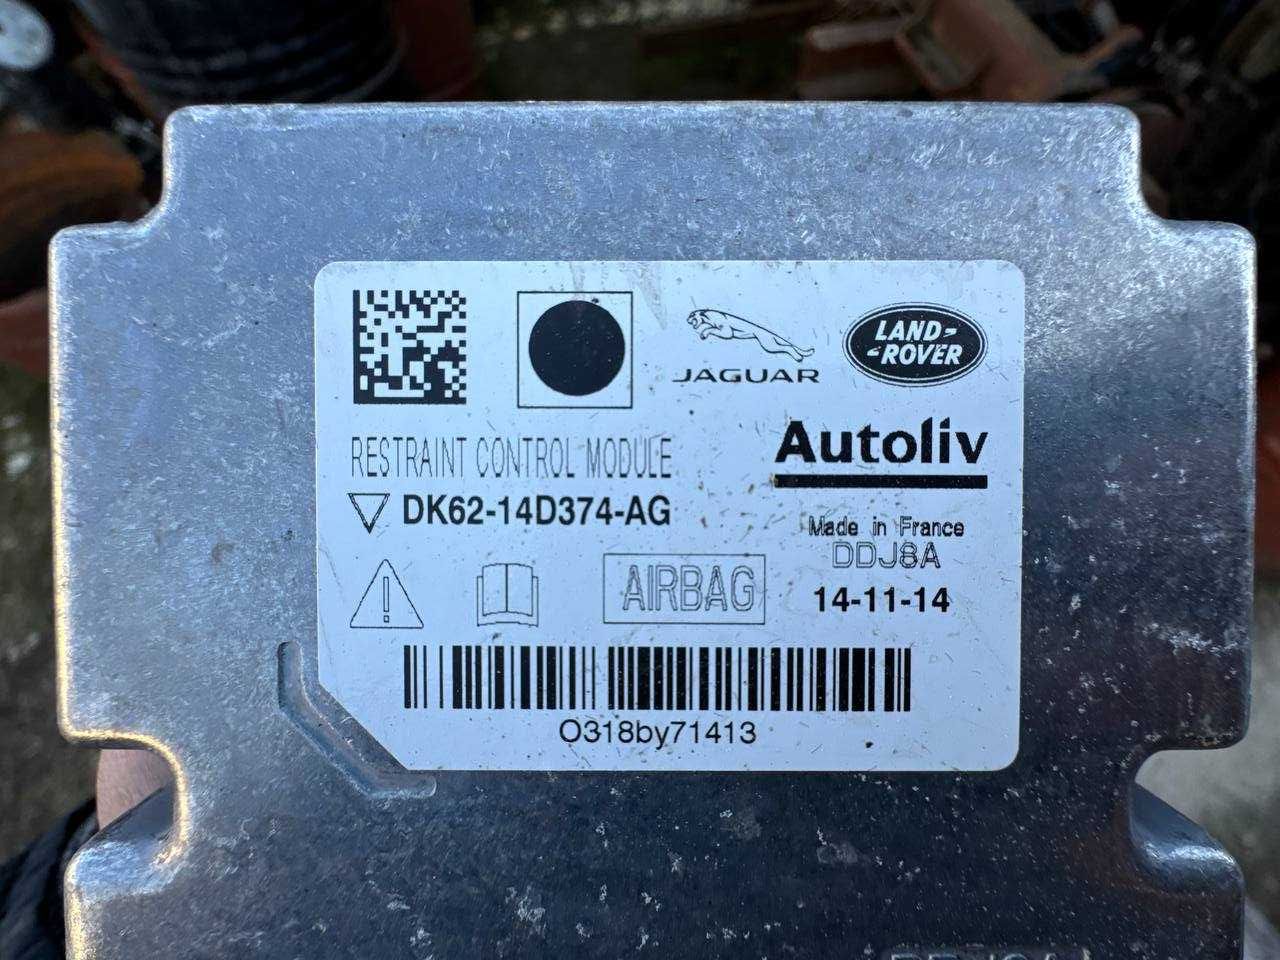 JAGUAR
LAND-
-ROVER
Autoliv
RESTRAINT CONTROL MODULE
DK62-14D374-AG
Made in France
DDJ8A
AIRBAG
14-11-14
O318by71413